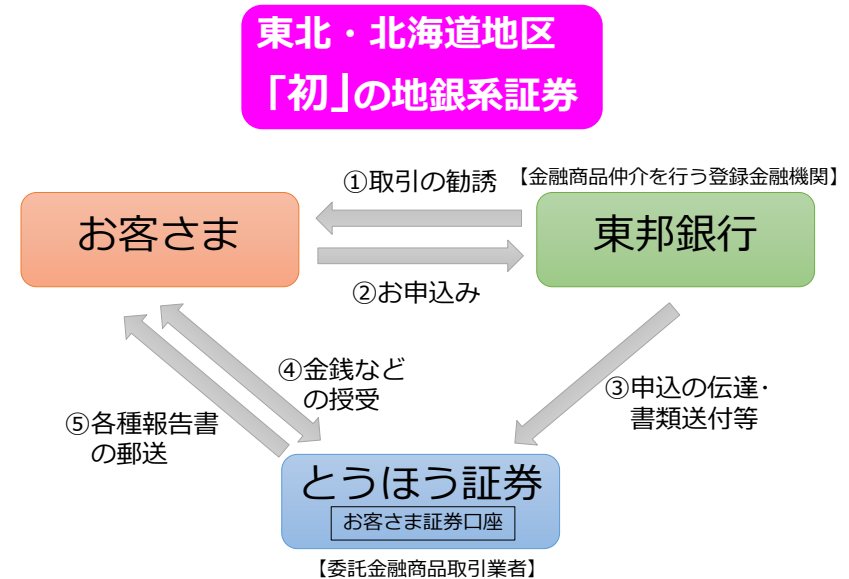 東北・北海道地区
「初」の地銀系証券
①取引の勧誘
【金融商品仲介を行う登録金融機関】
お客さま
東邦銀行
②お申込み
④金銭など
の授受
③申込の伝達・
書類送付等
⑤各種報告書
の郵送
とうほう証券
お客さま証券口座
【委託金融商品取引業者】